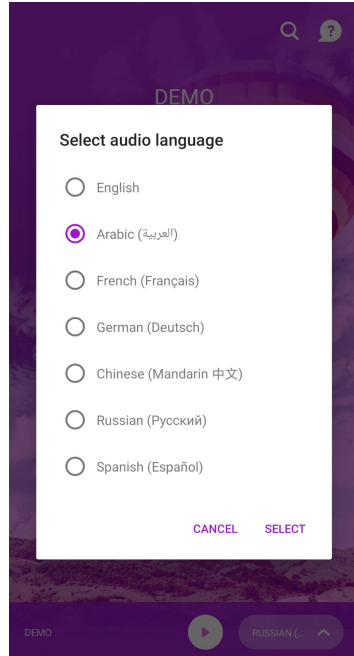 ?
DEMO
Select audio language
English
Arabic (العربية)
French (Français)
German (Deutsch)
Chinese (Mandarin 中文)
Russian (Русский)
Spanish (Español)
CANCEL SELECT
DEMO RUSSIAN (..